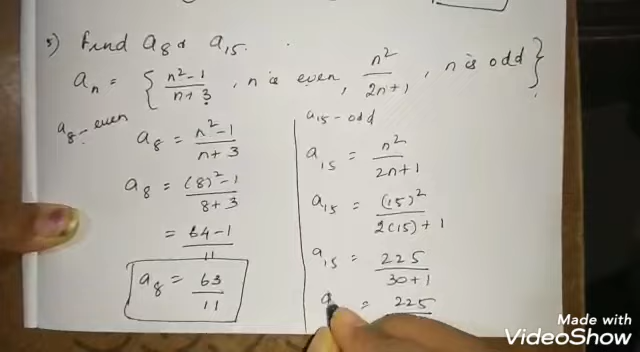 5) Find a8 & a15.
an = { n²-1 / n+3 , n is even, n² / 2n+1 , n is odd }
a8 - even
a8 = n²-1 / n+3
a8 = (8)²-1 / 8+3
= 64-1 / 11
a8 = 63 / 11
a15 - odd
a15 = n² / 2n+1
a15 = (15)² / 2(15)+1
a15 = 225 / 30+1
a = 225
Made with
VideoShow